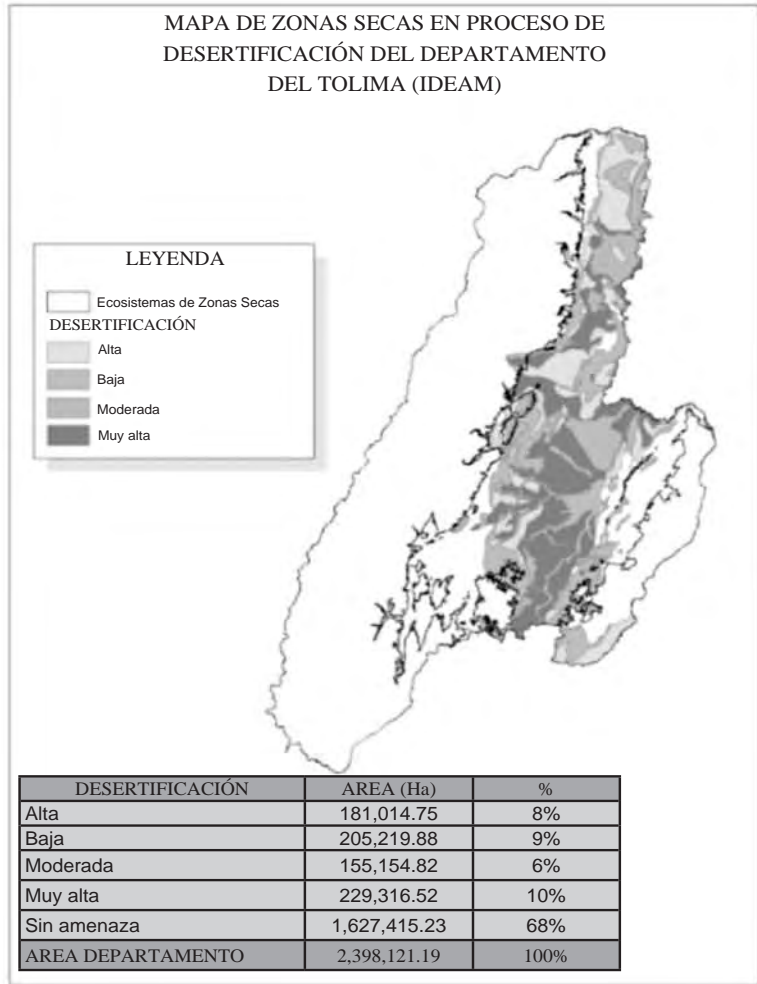 MAPA DE ZONAS SECAS EN PROCESO DE
DESERTIFICACIÓN DEL DEPARTAMENTO
DEL TOLIMA (IDEAM)
LEYENDA
Ecosistemas de Zonas Secas
DESERTIFICACIÓN
Alta
Baja
Moderada
Muy alta
DESERTIFICACIÓN AREA (Ha) %
Alta 181,014.75 8%
Baja 205,219.88 9%
Moderada 155,154.82 6%
Muy alta 229,316.52 10%
Sin amenaza 1,627,415.23 68%
AREA DEPARTAMENTO 2,398,121.19 100%